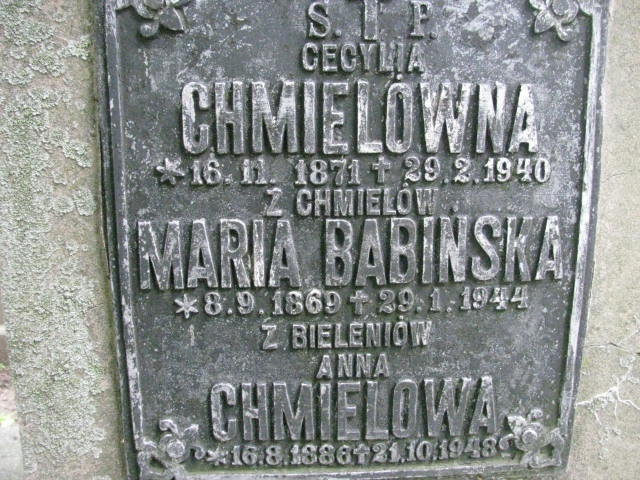 Ś. † P.
CECYLIA
CHMIELÓWNA
* 16. 11. 1871 † 29. 2. 1940
Z CHMIELÓW
MARIA BABIŃSKA
* 8. 9. 1869 † 29. 1. 1944
Z BIELENIÓW
ANNA
CHMIELOWA
* 16. 8. 1886 † 21. 10. 1948